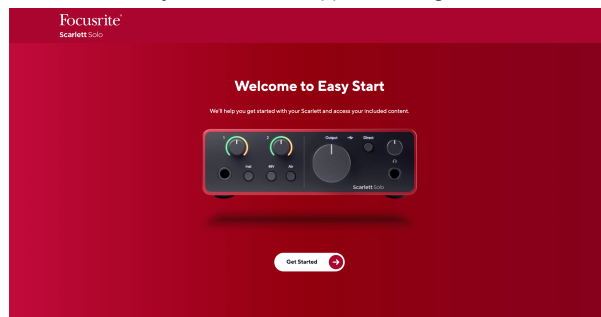 Focusrite®
Scarlett Solo
Welcome to Easy Start
We'll help you get started with your Scarlett and access your included content.
1 2 Output Direct
Inst 48V Air
Scarlett Solo
Get Started